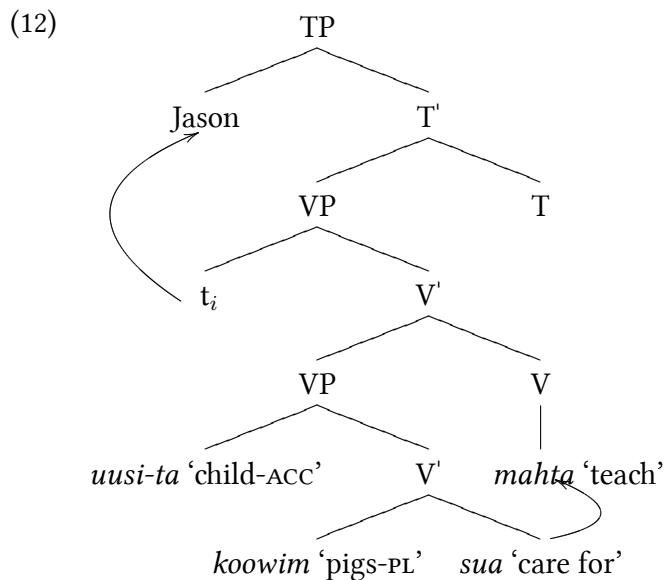 (12) TP
Jason T'
VP T
tᵢ V'
VP V
uusi-ta ‘child-ACC’ V' mahta ‘teach’
koowim ‘pigs-PL’ sua ‘care for’